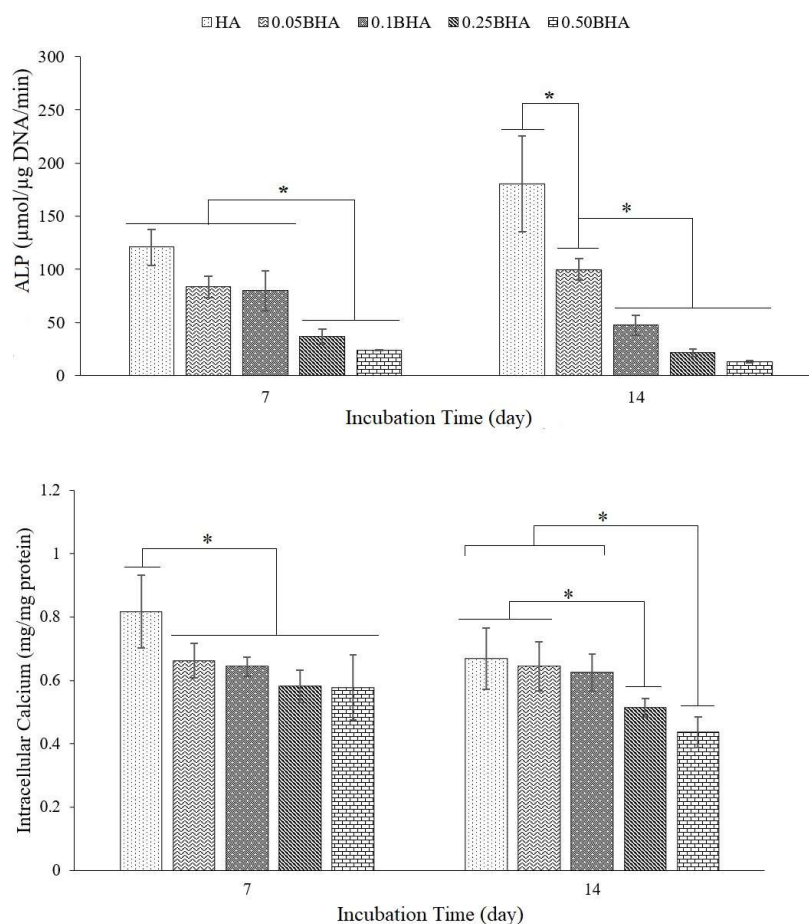 HA 0.05BHA 0.1BHA 0.25BHA 0.50BHA
300
250
200
150
100
50
0
ALP (µmol/µg DNA/min)
* * * 
7 14
Incubation Time (day)
1.2
1
0.8
0.6
0.4
0.2
0
Intracellular Calcium (mg/mg protein)
* * *
7 14
Incubation Time (day)